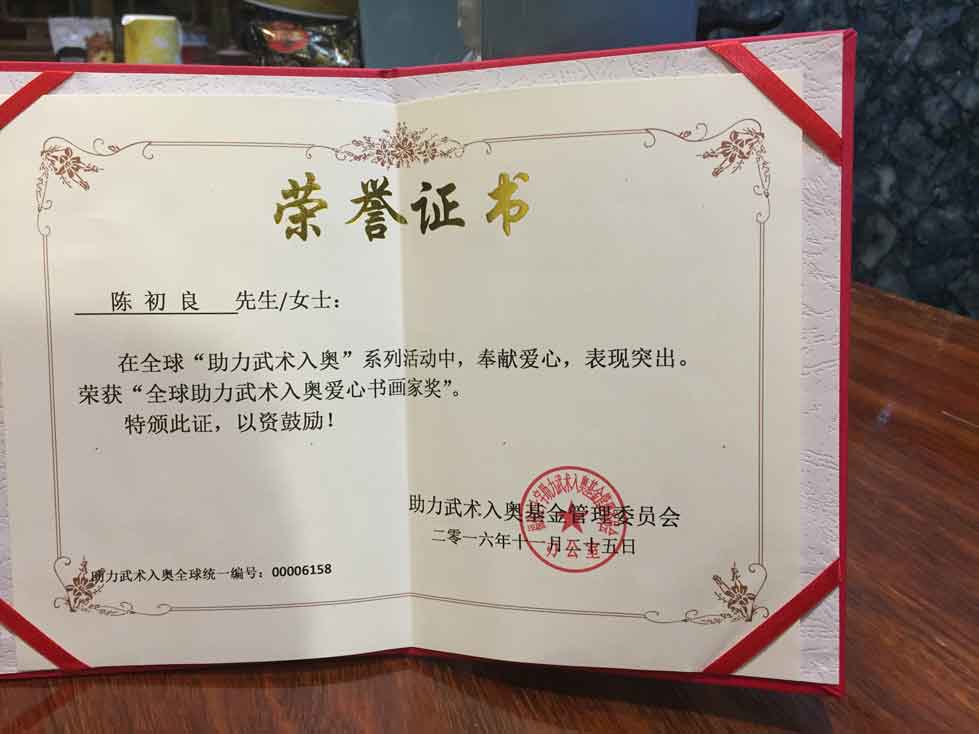 荣誉证书
陈初良 先生/女士：
在全球“助力武术入奥”系列活动中，奉献爱心，表现突出。
荣获“全球助力武术入奥爱心书画家奖”。
特颁此证，以资鼓励！
助力武术入奥基金管理委员会
二零一六年十一月二十五日
办公室
助力武术入奥全球统一编号：00006158